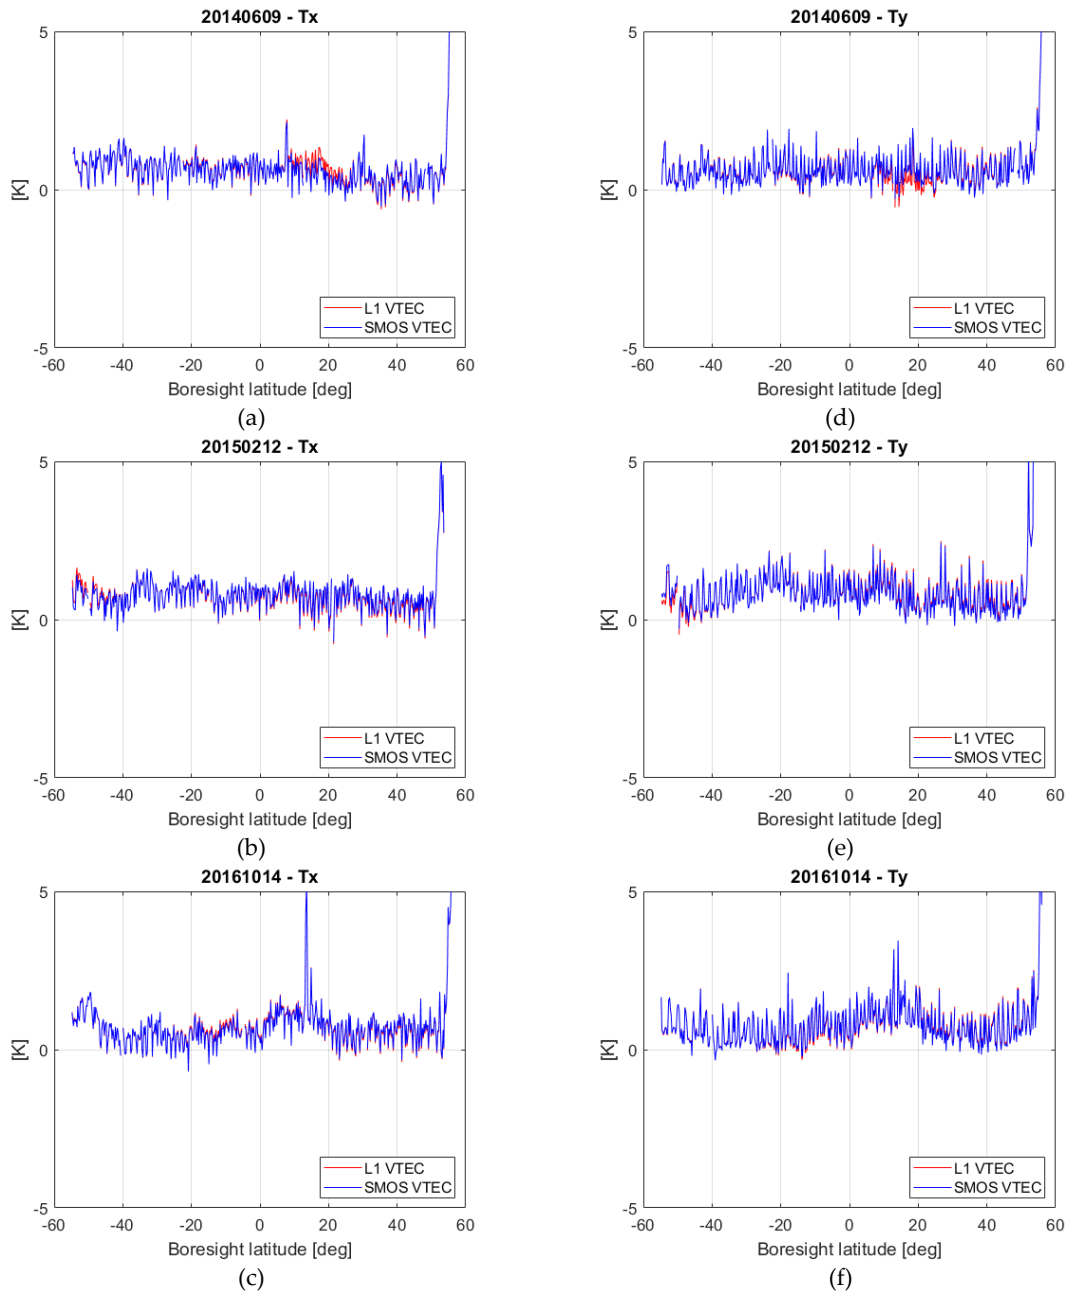 20140609 - Tx
5
0
-5
[K]
L1 VTEC
SMOS VTEC
-60 -40 -20 0 20 40 60
Boresight latitude [deg]
(a)
20140609 - Ty
5
0
-5
[K]
L1 VTEC
SMOS VTEC
-60 -40 -20 0 20 40 60
Boresight latitude [deg]
(d)
20150212 - Tx
5
0
-5
[K]
L1 VTEC
SMOS VTEC
-60 -40 -20 0 20 40 60
Boresight latitude [deg]
(b)
20150212 - Ty
5
0
-5
[K]
L1 VTEC
SMOS VTEC
-60 -40 -20 0 20 40 60
Boresight latitude [deg]
(e)
20161014 - Tx
5
0
-5
[K]
L1 VTEC
SMOS VTEC
-60 -40 -20 0 20 40 60
Boresight latitude [deg]
(c)
20161014 - Ty
5
0
-5
[K]
L1 VTEC
SMOS VTEC
-60 -40 -20 0 20 40 60
Boresight latitude [deg]
(f)